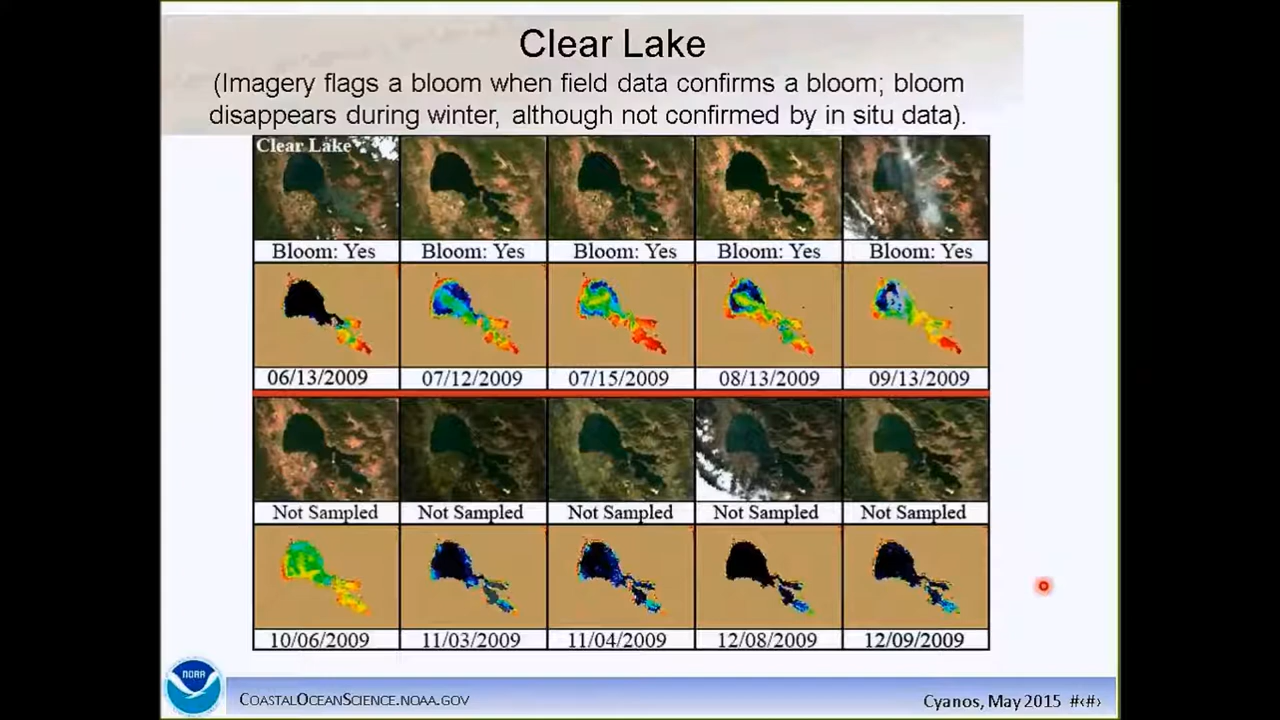 Clear Lake
(Imagery flags a bloom when field data confirms a bloom; bloom
disappears during winter, although not confirmed by in situ data).
Clear Lake
Bloom: Yes Bloom: Yes Bloom: Yes Bloom: Yes Bloom: Yes
06/13/2009 07/12/2009 07/15/2009 08/13/2009 09/13/2009
Not Sampled Not Sampled Not Sampled Not Sampled Not Sampled
10/06/2009 11/03/2009 11/04/2009 12/08/2009 12/09/2009
NOAA
COASTALOCEANSCIENCE.NOAA.GOV
Cyanos, May 2015 #‹#›